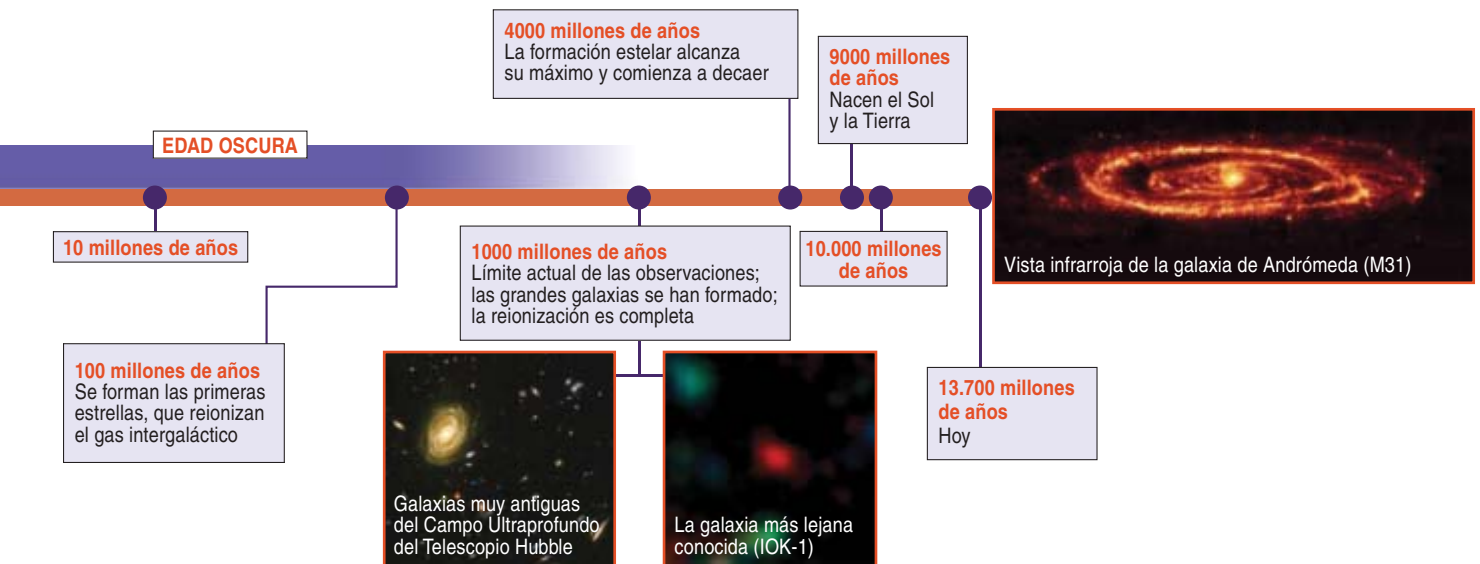 4000 millones de años
La formación estelar alcanza
su máximo y comienza a decaer
9000 millones
de años
Nacen el Sol
y la Tierra
EDAD OSCURA
10 millones de años
1000 millones de años
Límite actual de las observaciones;
las grandes galaxias se han formado;
la reionización es completa
10.000 millones
de años
Vista infrarroja de la galaxia de Andrómeda (M31)
100 millones de años
Se forman las primeras
estrellas, que reionizan
el gas intergaláctico
13.700 millones
de años
Hoy
Galaxias muy antiguas
del Campo Ultraprofundo
del Telescopio Hubble
La galaxia más lejana
conocida (IOK-1)